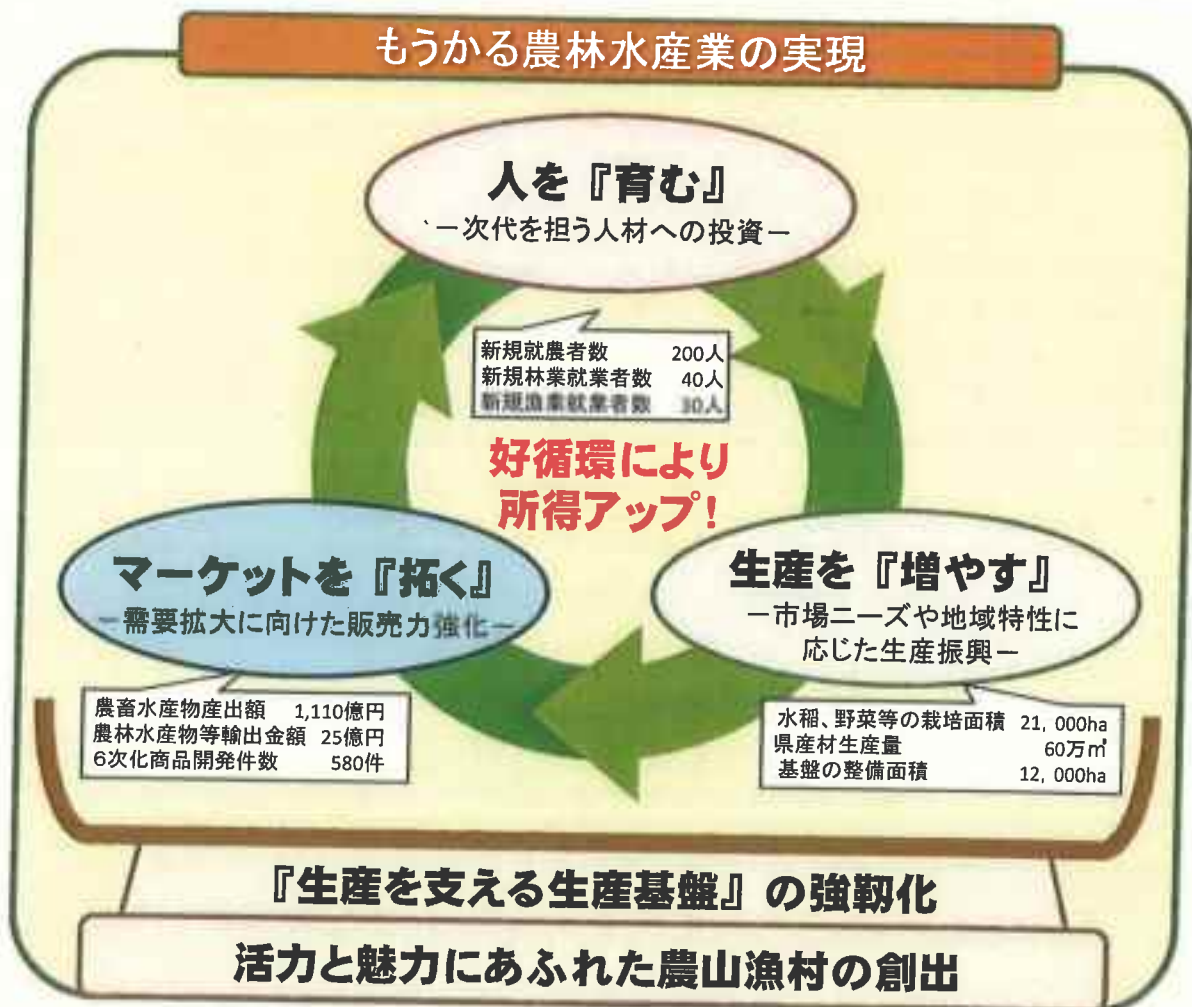 もうかる農林水産業の実現
人を『育む』
－次代を担う人材への投資－
新規就農者数 200人
新規林業就業者数 40人
新規漁業就業者数 30人
好循環により
所得アップ！
マーケットを『拓く』
－需要拡大に向けた販売力強化－
農畜水産物産出額 1,110億円
農林水産物等輸出金額 25億円
6次化商品開発件数 580件
生産を『増やす』
－市場ニーズや地域特性に
応じた生産振興－
水稲、野菜等の栽培面積 21,000ha
県産材生産量 60万㎥
基盤の整備面積 12,000ha
『生産を支える生産基盤』の強靱化
活力と魅力にあふれた農山漁村の創出